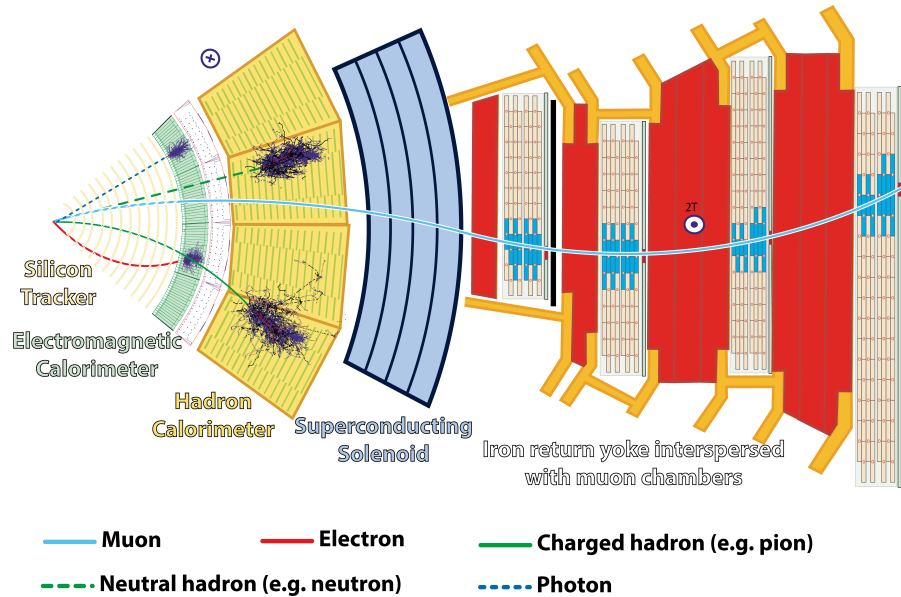 2T
Silicon
Tracker
Electromagnetic
Calorimeter
Hadron
Calorimeter
Superconducting
Solenoid
Iron return yoke interspersed
with muon chambers
Muon
Electron
Charged hadron (e.g. pion)
Neutral hadron (e.g. neutron)
Photon